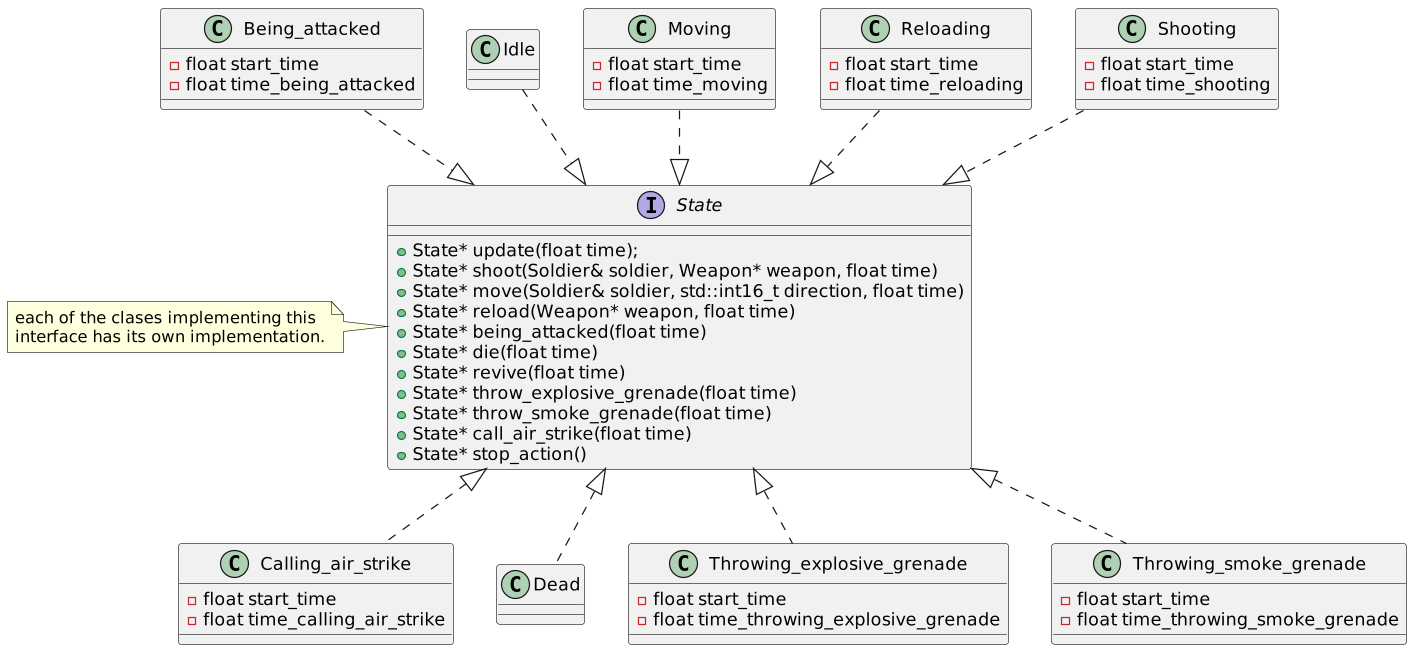 C Being_attacked
float start_time
float time_being_attacked
C Idle
C Moving
float start_time
float time_moving
C Reloading
float start_time
float time_reloading
C Shooting
float start_time
float time_shooting
I State
State* update(float time);
State* shoot(Soldier& soldier, Weapon* weapon, float time)
State* move(Soldier& soldier, std::int16_t direction, float time)
State* reload(Weapon* weapon, float time)
State* being_attacked(float time)
State* die(float time)
State* revive(float time)
State* throw_explosive_grenade(float time)
State* throw_smoke_grenade(float time)
State* call_air_strike(float time)
State* stop_action()
each of the clases implementing this
interface has its own implementation.
C Calling_air_strike
float start_time
float time_calling_air_strike
C Dead
C Throwing_explosive_grenade
float start_time
float time_throwing_explosive_grenade
C Throwing_smoke_grenade
float start_time
float time_throwing_smoke_grenade